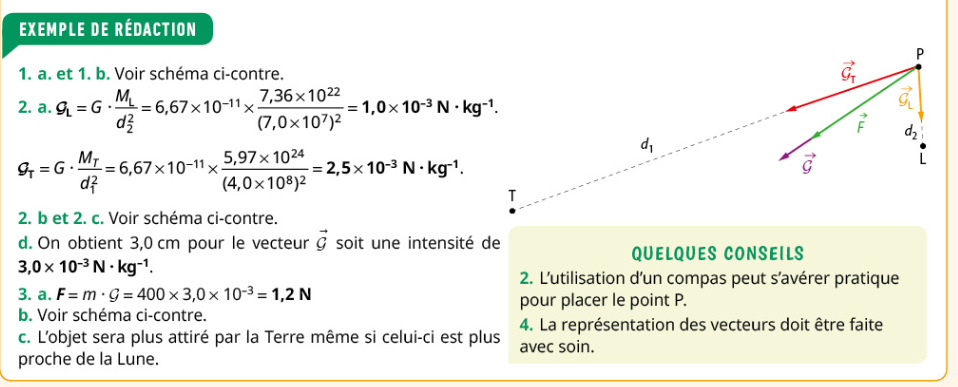 EXEMPLE DE RÉDACTION
1. a. et 1. b. Voir schéma ci-contre.
2. a. 𝒢L = G · ML/d₂² = 6,67×10⁻¹¹ × 7,36×10²²/(7,0×10⁷)² = 1,0×10⁻³ N · kg⁻¹.
𝒢T = G · MT/d₁² = 6,67×10⁻¹¹ × 5,97×10²⁴/(4,0×10⁸)² = 2,5×10⁻³ N · kg⁻¹.
2. b et 2. c. Voir schéma ci-contre.
d. On obtient 3,0 cm pour le vecteur 𝒢⃗ soit une intensité de
3,0 × 10⁻³ N · kg⁻¹.
3. a. F = m · 𝒢 = 400 × 3,0 × 10⁻³ = 1,2 N
b. Voir schéma ci-contre.
c. L'objet sera plus attiré par la Terre même si celui-ci est plus
proche de la Lune.
P
𝒢⃗T
𝒢⃗L
F⃗
d₂
d₁
L
𝒢⃗
T
QUELQUES CONSEILS
2. L'utilisation d'un compas peut s'avérer pratique
pour placer le point P.
4. La représentation des vecteurs doit être faite
avec soin.